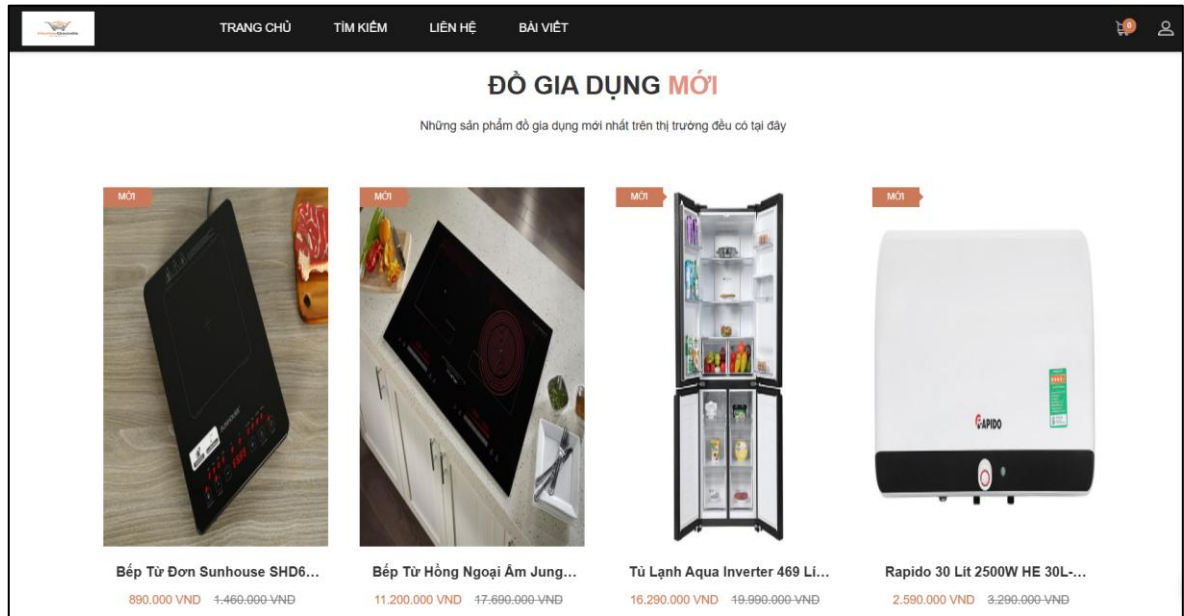 TRANG CHỦ TÌM KIẾM LIÊN HỆ BÀI VIẾT 0
ĐỒ GIA DỤNG MỚI
Những sản phẩm đồ gia dụng mới nhất trên thị trường đều có tại đây
MỚI MỚI MỚI MỚI
SUNHOUSE
RAPIDO
Bếp Từ Đơn Sunhouse SHD6... Bếp Từ Hồng Ngoại Âm Jung... Tủ Lạnh Aqua Inverter 469 Lí... Rapido 30 Lít 2500W HE 30L-...
890.000 VND 1.460.000 VND 11.200.000 VND 17.690.000 VND 16.290.000 VND 19.990.000 VND 2.590.000 VND 3.290.000 VND